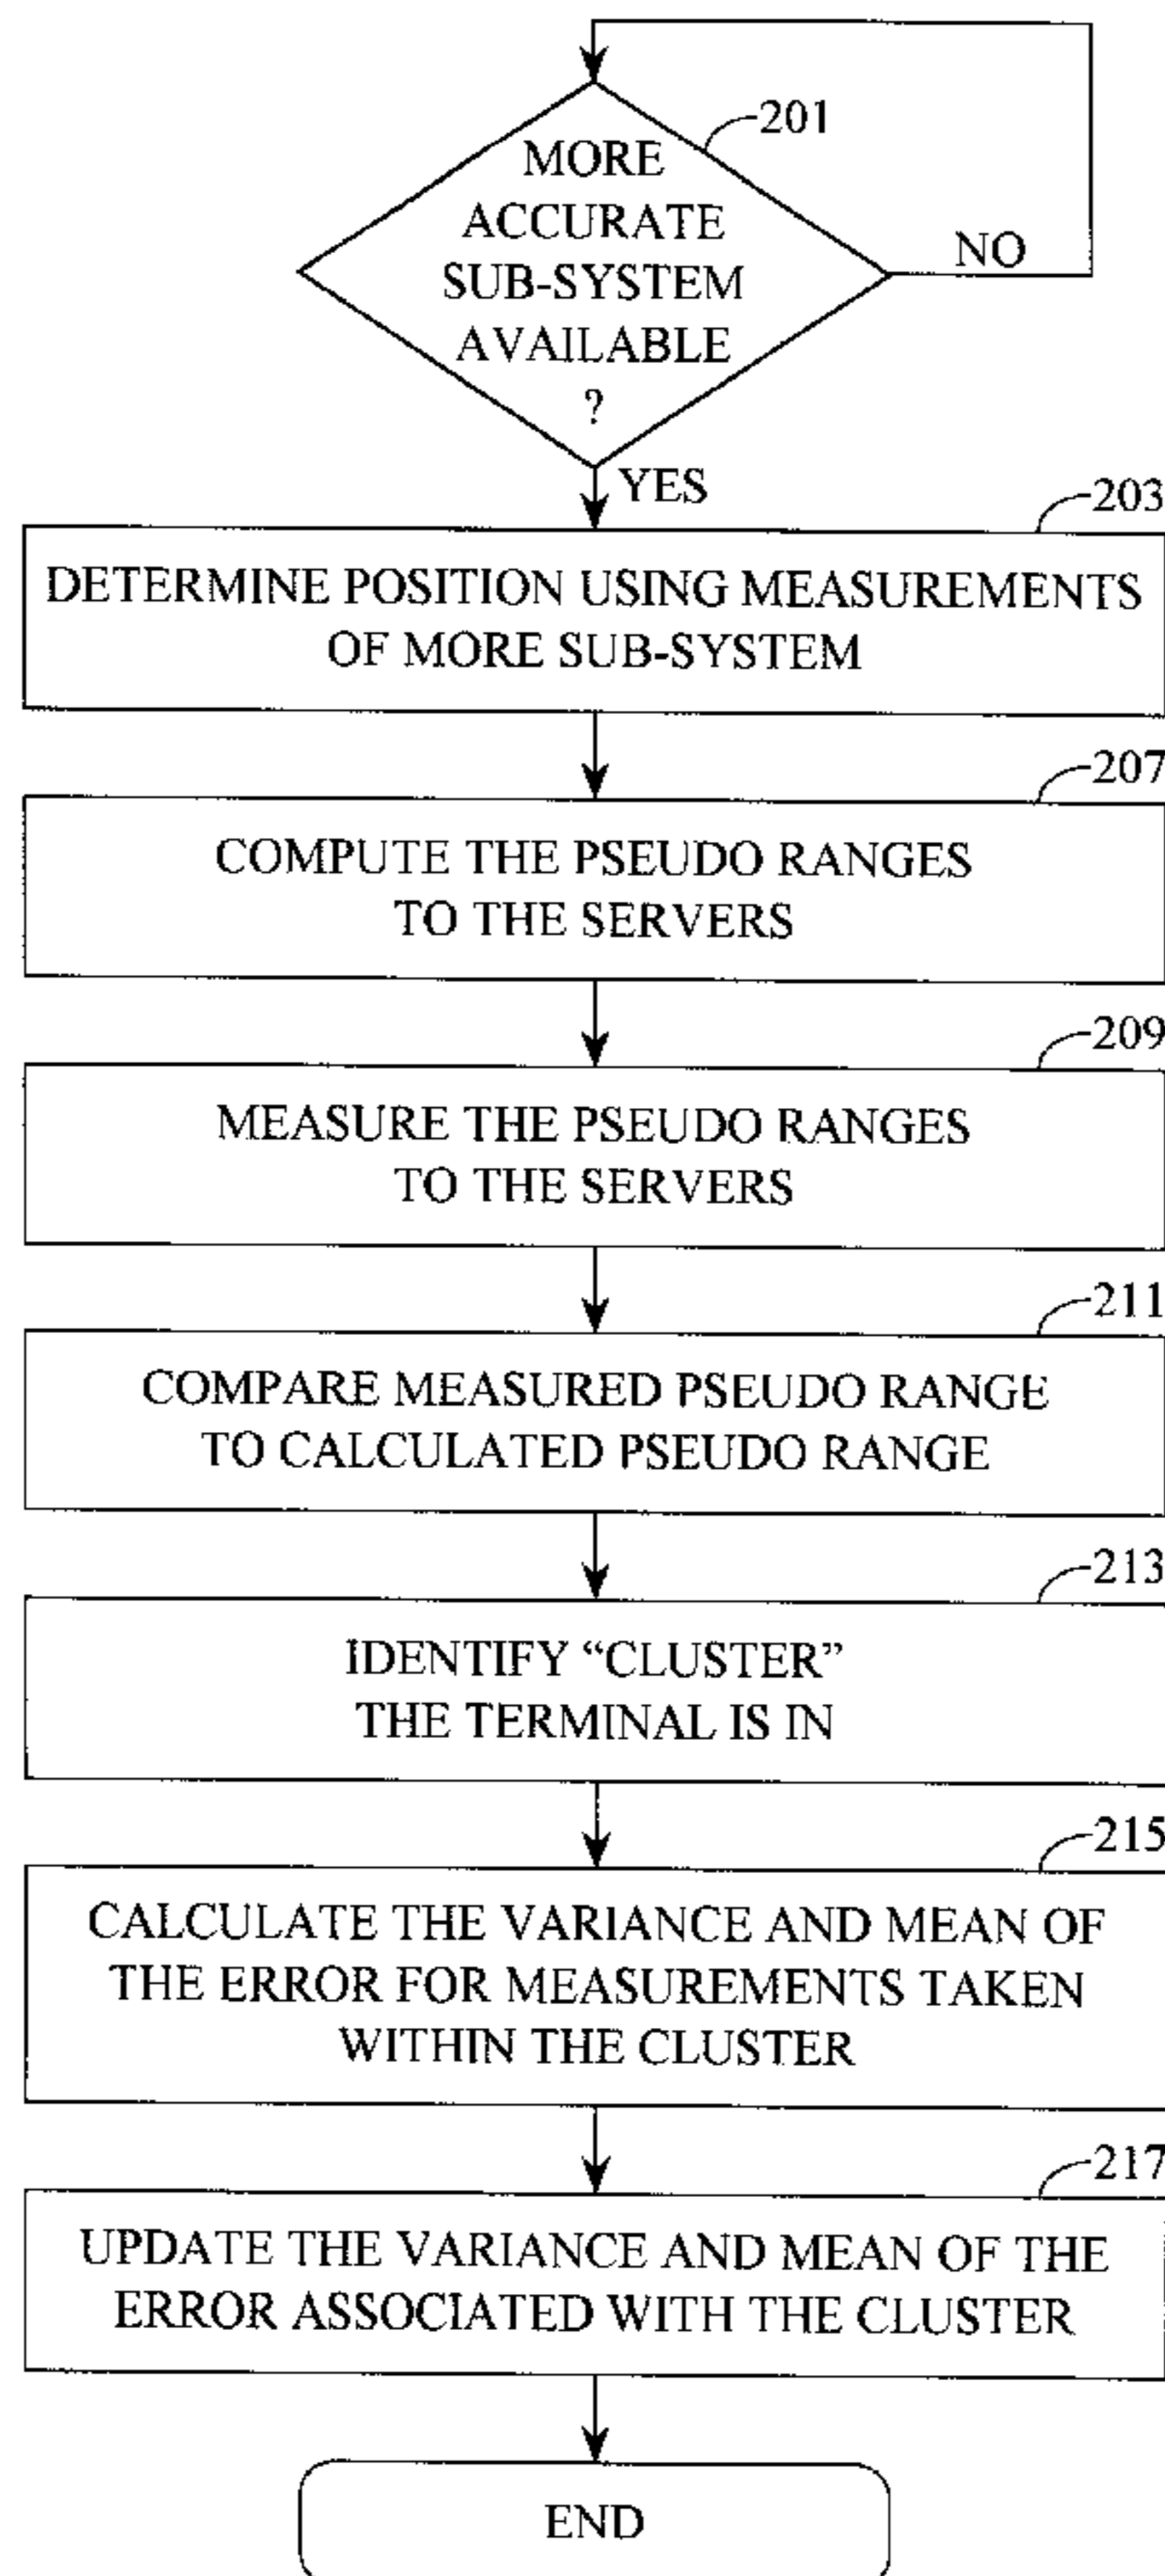 201
MORE
ACCURATE
SUB-SYSTEM
AVAILABLE
?
NO
YES
203
DETERMINE POSITION USING MEASUREMENTS
OF MORE SUB-SYSTEM
207
COMPUTE THE PSEUDO RANGES
TO THE SERVERS
209
MEASURE THE PSEUDO RANGES
TO THE SERVERS
211
COMPARE MEASURED PSEUDO RANGE
TO CALCULATED PSEUDO RANGE
213
IDENTIFY “CLUSTER”
THE TERMINAL IS IN
215
CALCULATE THE VARIANCE AND MEAN OF
THE ERROR FOR MEASUREMENTS TAKEN
WITHIN THE CLUSTER
217
UPDATE THE VARIANCE AND MEAN OF THE
ERROR ASSOCIATED WITH THE CLUSTER
END